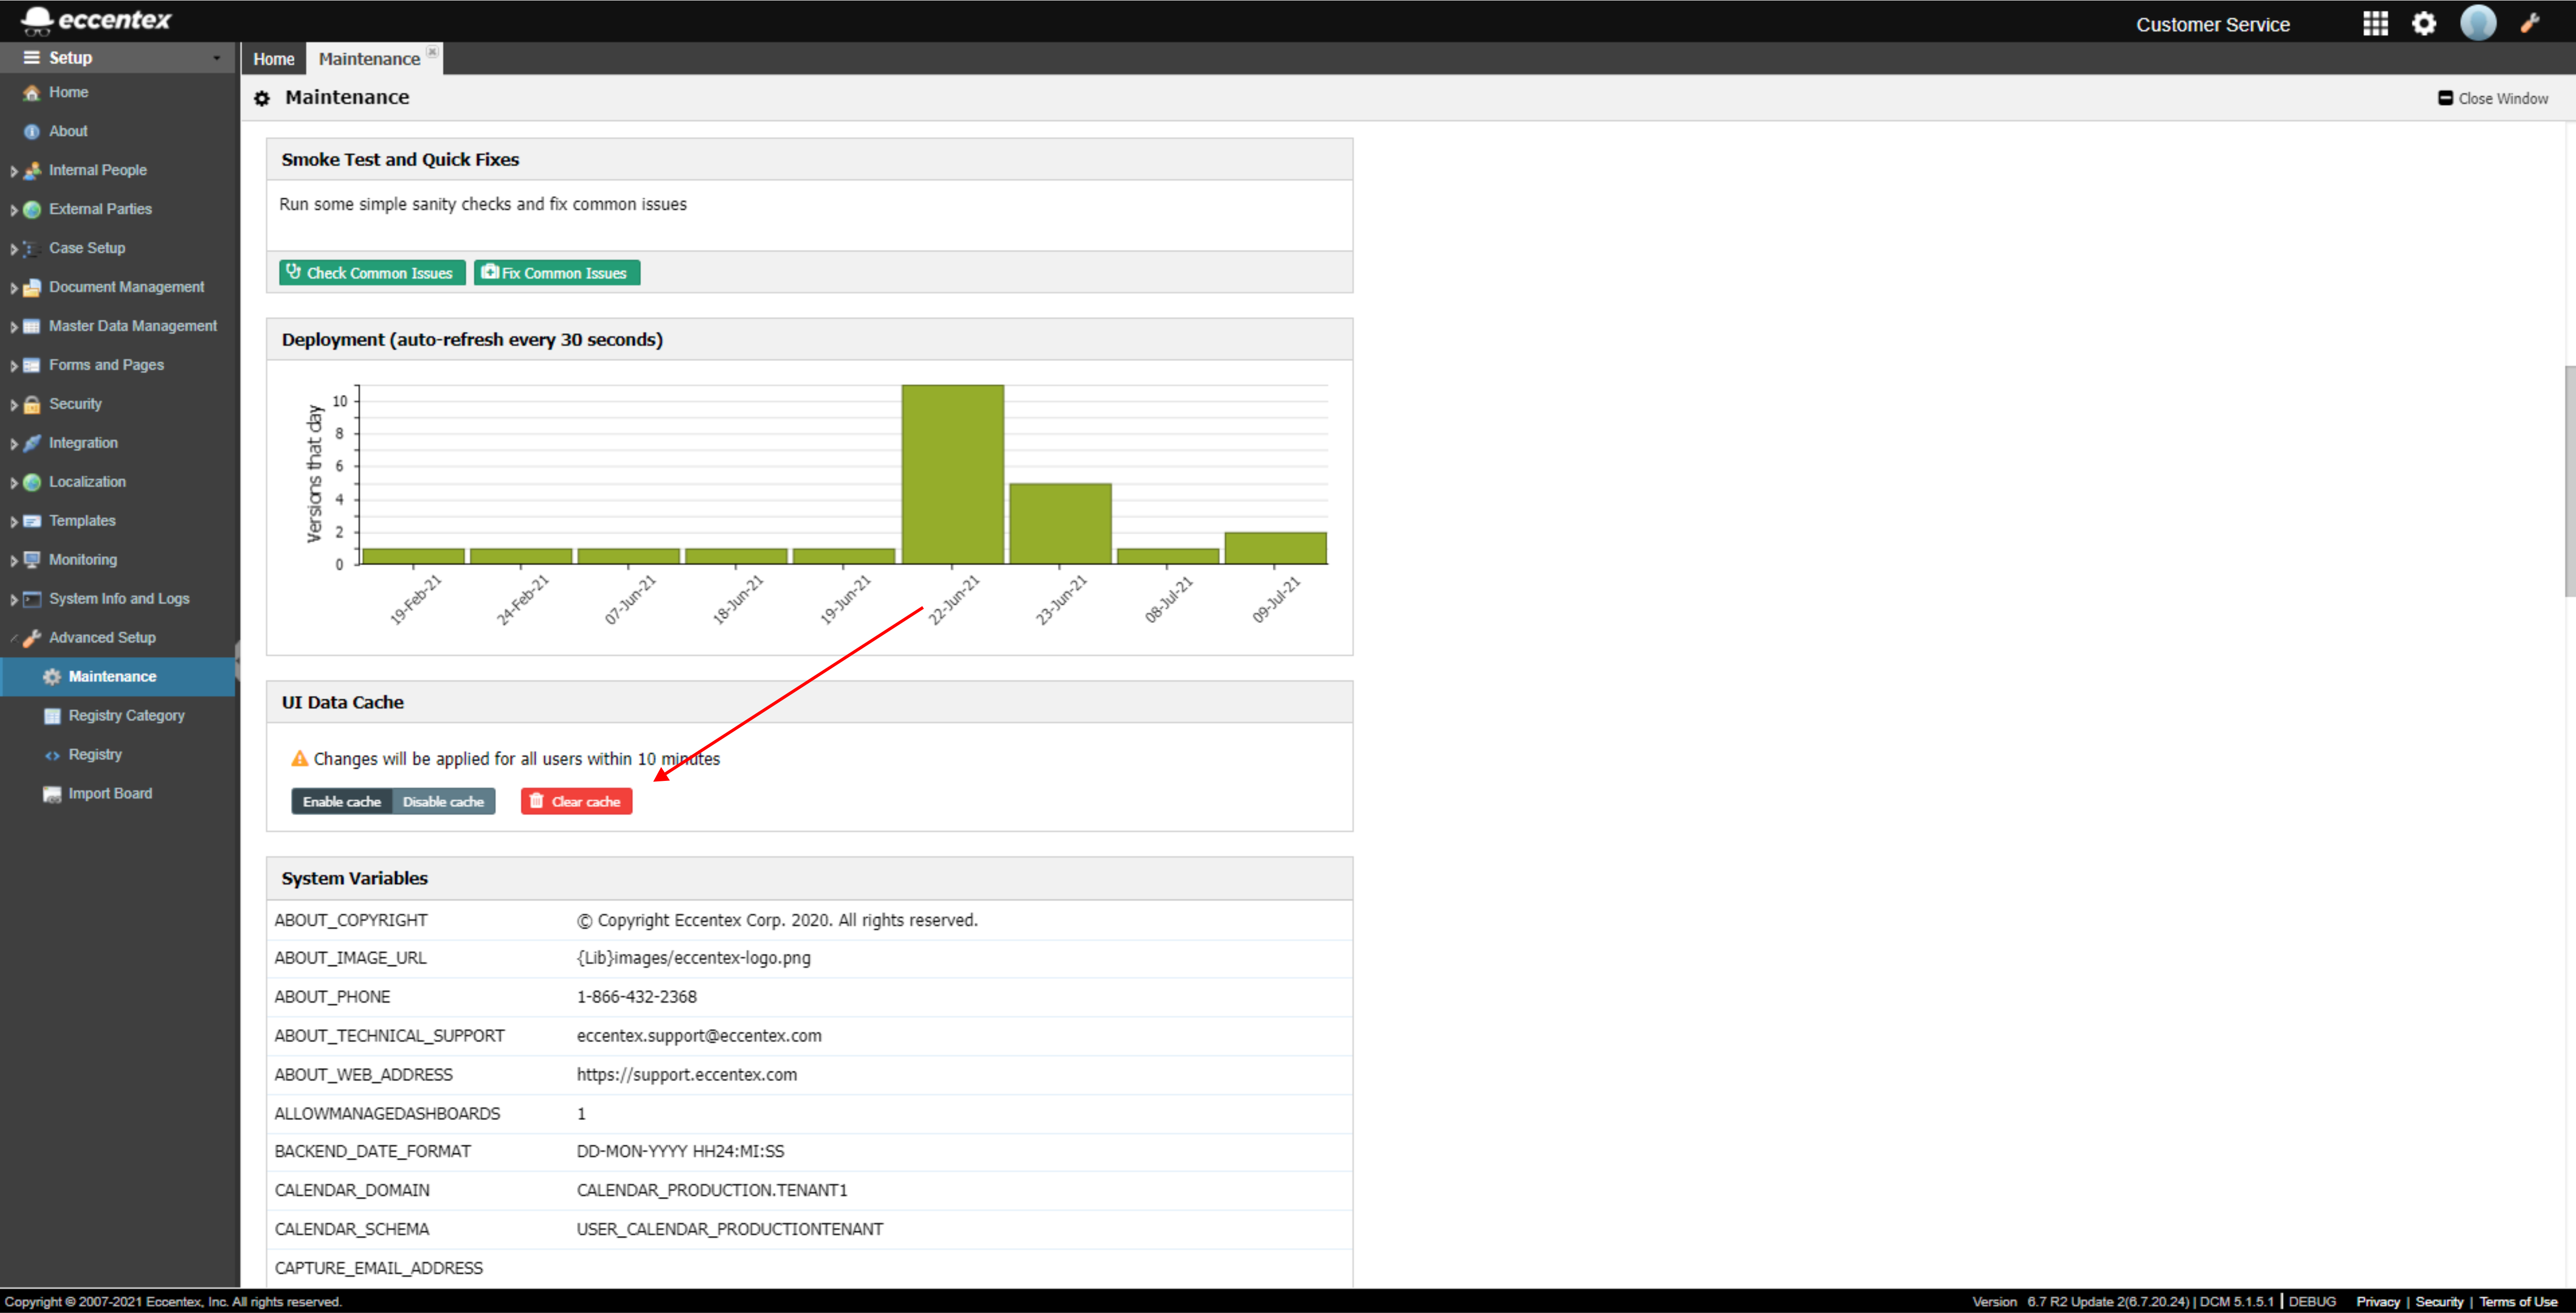 eccentex
Customer Service
Setup
Home
Maintenance
Home
About
Internal People
External Parties
Case Setup
Document Management
Master Data Management
Forms and Pages
Security
Integration
Localization
Templates
Monitoring
System Info and Logs
Advanced Setup
Maintenance
Registry Category
Registry
Import Board
Maintenance
Close Window
Smoke Test and Quick Fixes
Run some simple sanity checks and fix common issues
Check Common Issues
Fix Common Issues
Deployment (auto-refresh every 30 seconds)
Versions that day
10
8
6
4
2
0
19-Feb-21
24-Feb-21
07-Jun-21
18-Jun-21
19-Jun-21
22-Jun-21
23-Jun-21
08-Jul-21
09-Jul-21
UI Data Cache
Changes will be applied for all users within 10 minutes
Enable cache
Disable cache
Clear cache
System Variables
ABOUT_COPYRIGHT © Copyright Eccentex Corp. 2020. All rights reserved.
ABOUT_IMAGE_URL {Lib}images/eccentex-logo.png
ABOUT_PHONE 1-866-432-2368
ABOUT_TECHNICAL_SUPPORT eccentex.support@eccentex.com
ABOUT_WEB_ADDRESS https://support.eccentex.com
ALLOWMANAGEDASHBOARDS 1
BACKEND_DATE_FORMAT DD-MON-YYYY HH24:MI:SS
CALENDAR_DOMAIN CALENDAR_PRODUCTION.TENANT1
CALENDAR_SCHEMA USER_CALENDAR_PRODUCTIONTENANT
CAPTURE_EMAIL_ADDRESS
Copyright © 2007-2021 Eccentex, Inc. All rights reserved.
Version 6.7 R2 Update 2(6.7.20.24) | DCM 5.1.5.1 | DEBUG Privacy | Security | Terms of Use